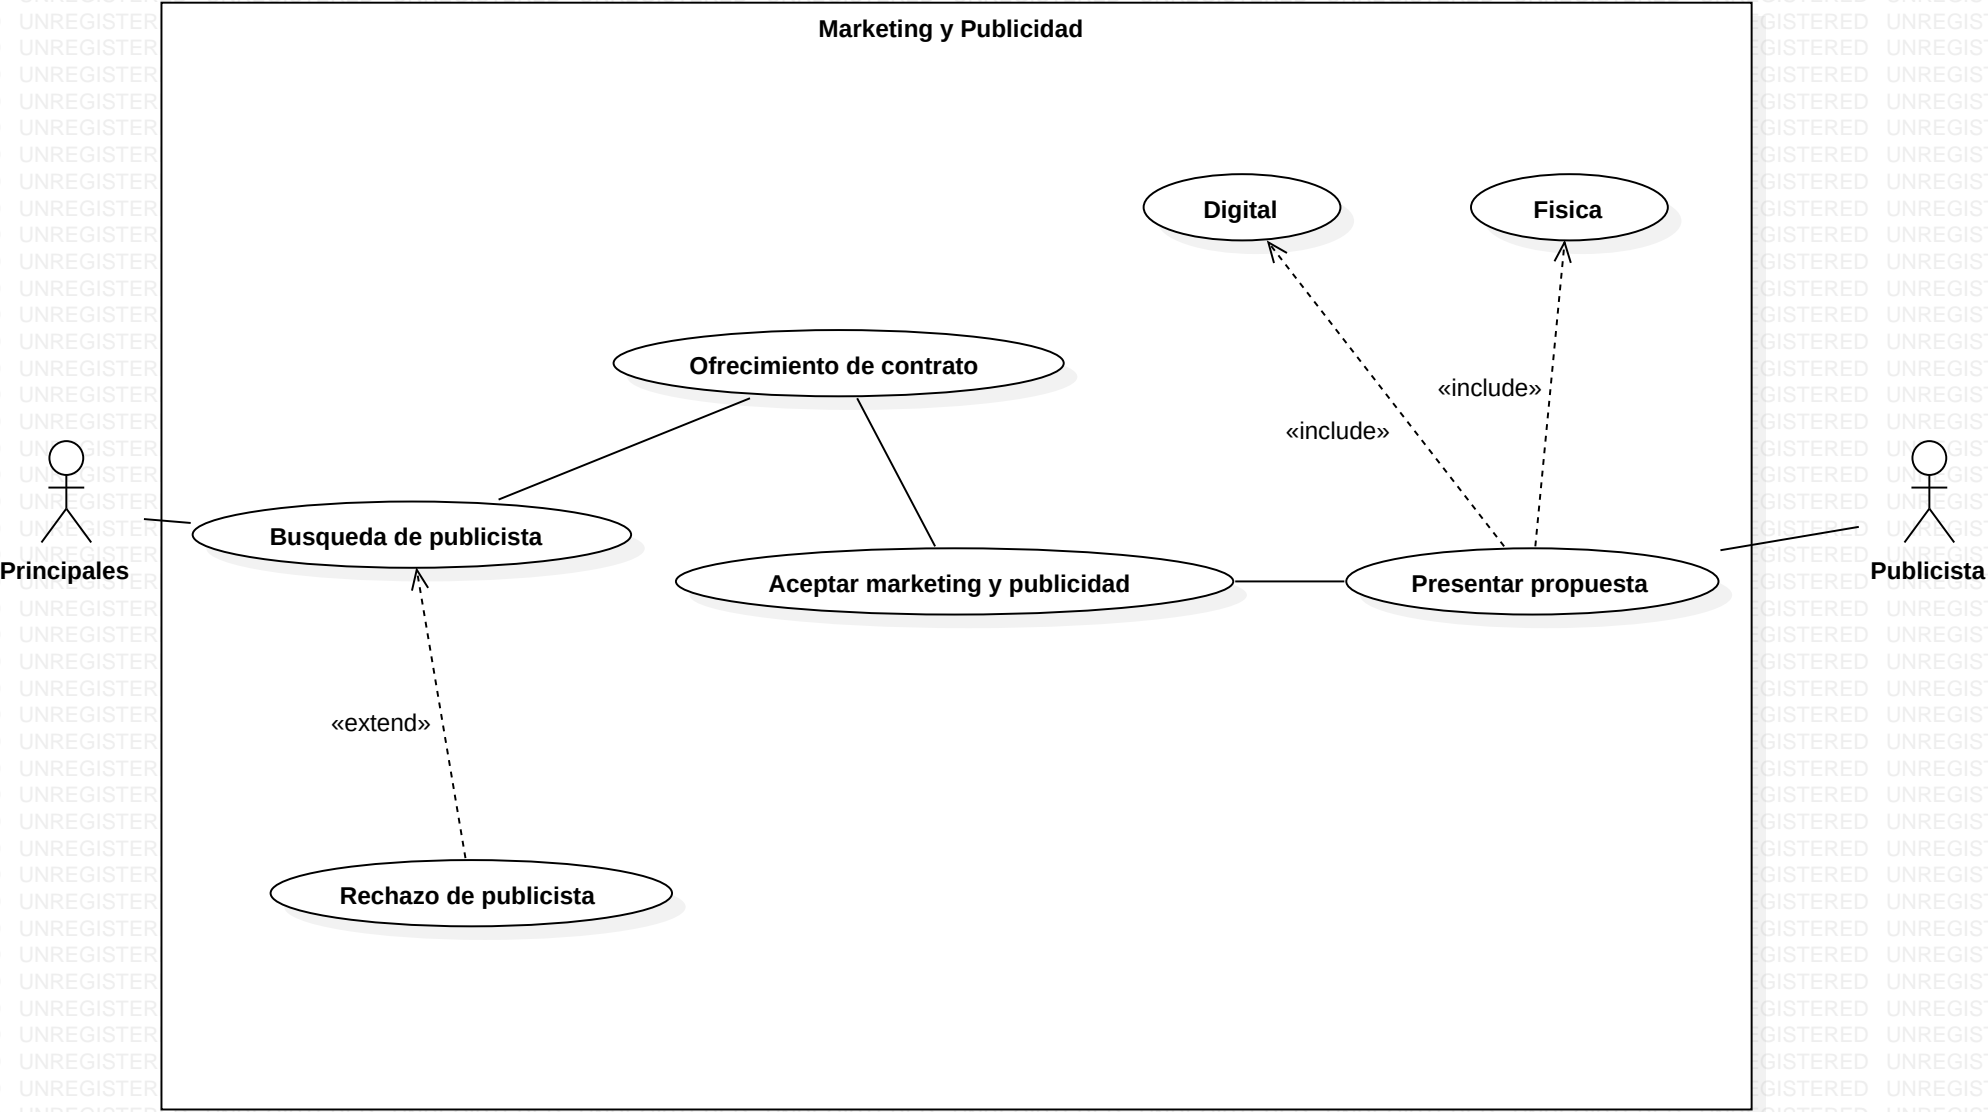 Marketing y Publicidad
Digital
Fisica
Ofrecimiento de contrato
«include»
«include»
Principales
Busqueda de publicista
Aceptar marketing y publicidad
Presentar propuesta
Publicista
«extend»
Rechazo de publicista
UNREGISTERED